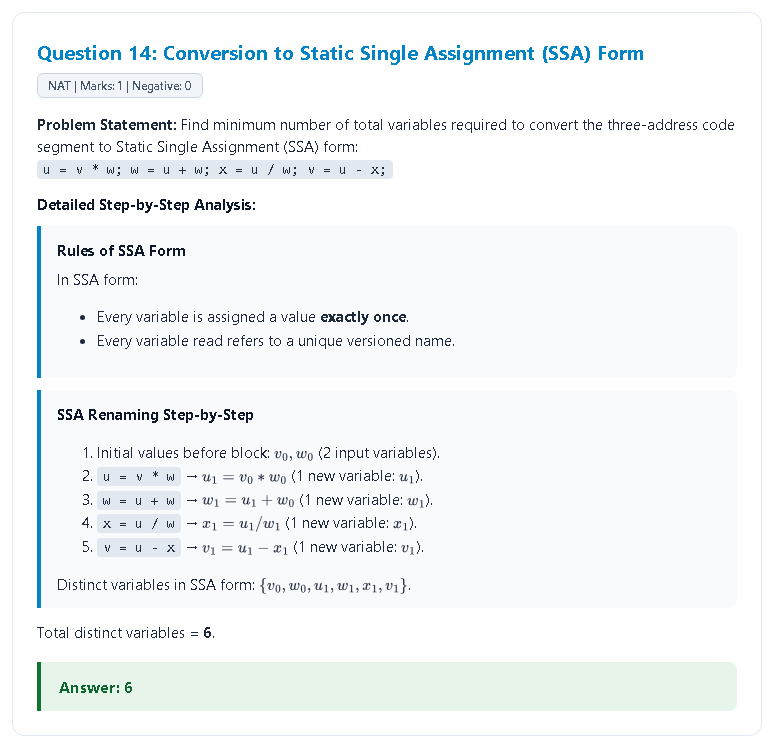 Question 14: Conversion to Static Single Assignment (SSA) Form
NAT | Marks: 1 | Negative: 0
Problem Statement: Find minimum number of total variables required to convert the three-address code
segment to Static Single Assignment (SSA) form:
u = v * w; w = u + w; x = u / w; v = u - x;
Detailed Step-by-Step Analysis:
Rules of SSA Form
In SSA form:
• Every variable is assigned a value exactly once.
• Every variable read refers to a unique versioned name.
SSA Renaming Step-by-Step
1. Initial values before block: v₀, w₀ (2 input variables).
2. u = v * w → u₁ = v₀ * w₀ (1 new variable: u₁).
3. w = u + w → w₁ = u₁ + w₀ (1 new variable: w₁).
4. x = u / w → x₁ = u₁/w₁ (1 new variable: x₁).
5. v = u - x → v₁ = u₁ − x₁ (1 new variable: v₁).
Distinct variables in SSA form: {v₀, w₀, u₁, w₁, x₁, v₁}.
Total distinct variables = 6.
Answer: 6